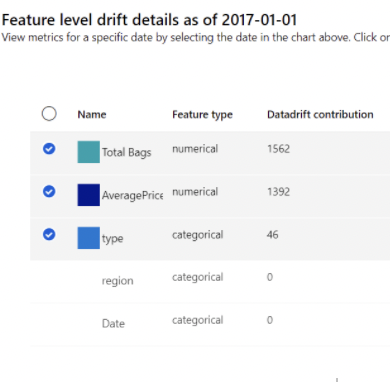 Feature level drift details as of 2017-01-01
View metrics for a specific date by selecting the date in the chart above. Click or
Name Feature type Datadrift contribution
Total Bags numerical 1562
AveragePrice numerical 1392
type categorical 46
region categorical 0
Date categorical 0